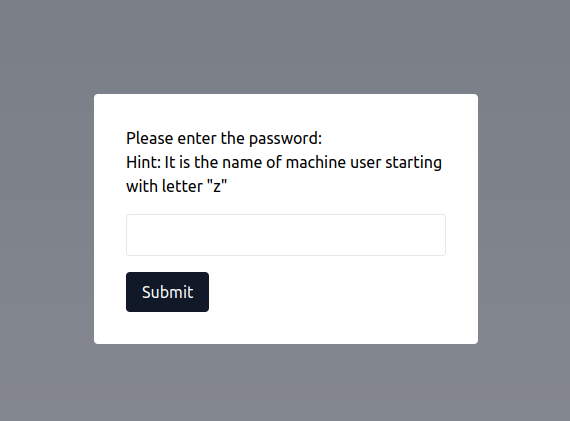 Please enter the password:
Hint: It is the name of machine user starting
with letter "z"
Submit